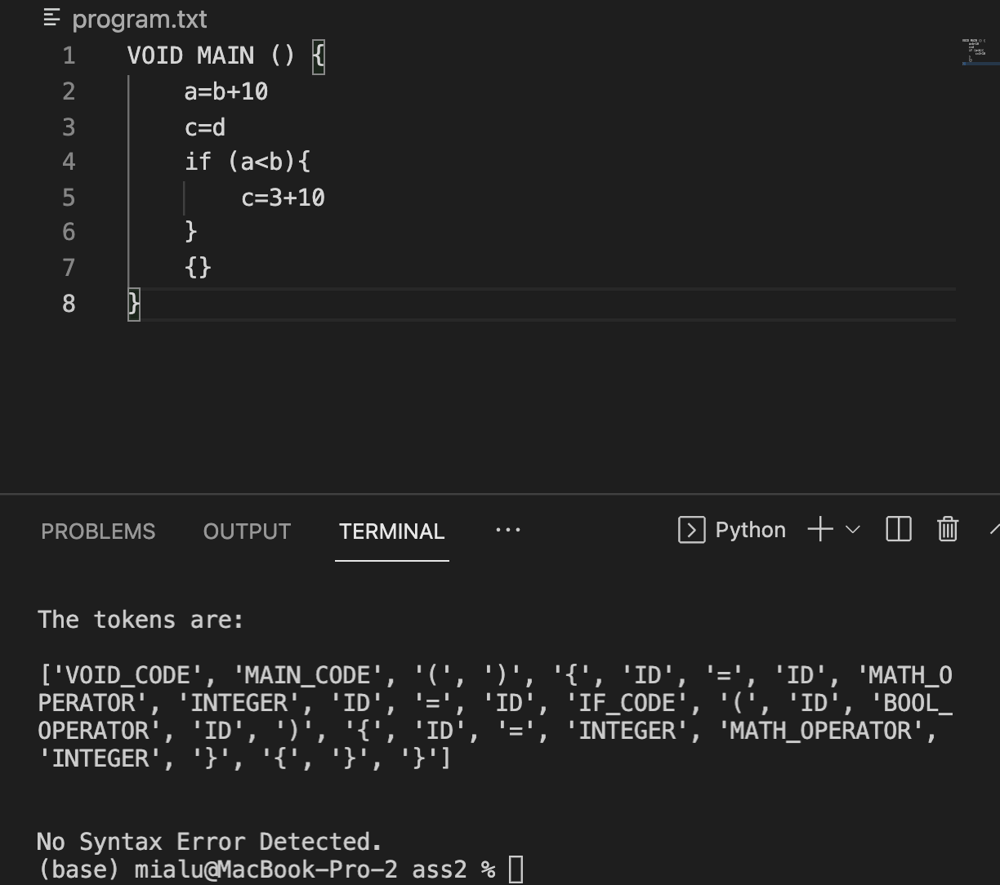 program.txt
1 VOID MAIN () {
2 a=b+10
3 c=d
4 if (a<b){
5 c=3+10
6 }
7 {}
8 }
PROBLEMS OUTPUT TERMINAL ··· Python
The tokens are:
['VOID_CODE', 'MAIN_CODE', '(', ')', '{', 'ID', '=', 'ID', 'MATH_O
PERATOR', 'INTEGER', 'ID', '=', 'ID', 'IF_CODE', '(', 'ID', 'BOOL_
OPERATOR', 'ID', ')', '{', 'ID', '=', 'INTEGER', 'MATH_OPERATOR',
'INTEGER', '}', '{', '}', '}']
No Syntax Error Detected.
(base) mialu@MacBook-Pro-2 ass2 %